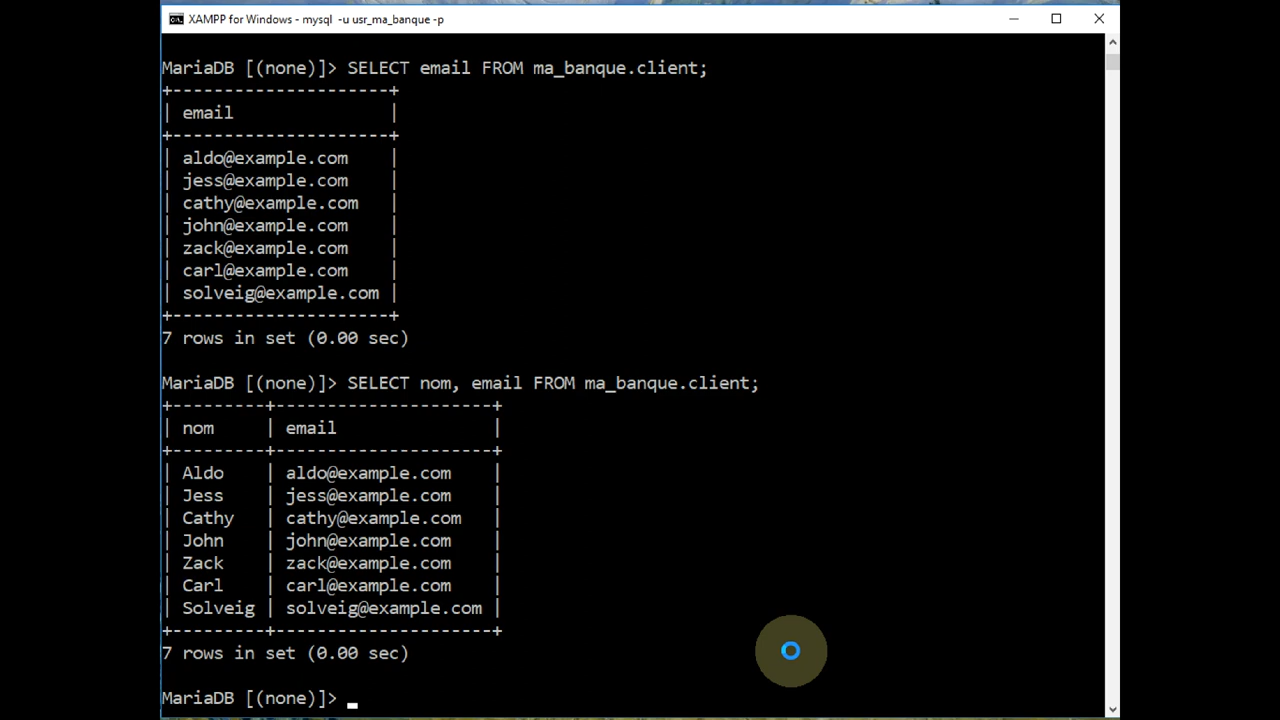 XAMPP for Windows - mysql  -u usr_ma_banque -p
MariaDB [(none)]> SELECT email FROM ma_banque.client;
+---------------------+
| email               |
+---------------------+
| aldo@example.com    |
| jess@example.com    |
| cathy@example.com   |
| john@example.com    |
| zack@example.com    |
| carl@example.com    |
| solveig@example.com |
+---------------------+
7 rows in set (0.00 sec)
MariaDB [(none)]> SELECT nom, email FROM ma_banque.client;
+---------+---------------------+
| nom     | email               |
+---------+---------------------+
| Aldo    | aldo@example.com    |
| Jess    | jess@example.com    |
| Cathy   | cathy@example.com   |
| John    | john@example.com    |
| Zack    | zack@example.com    |
| Carl    | carl@example.com    |
| Solveig | solveig@example.com |
+---------+---------------------+
7 rows in set (0.00 sec)
MariaDB [(none)]>